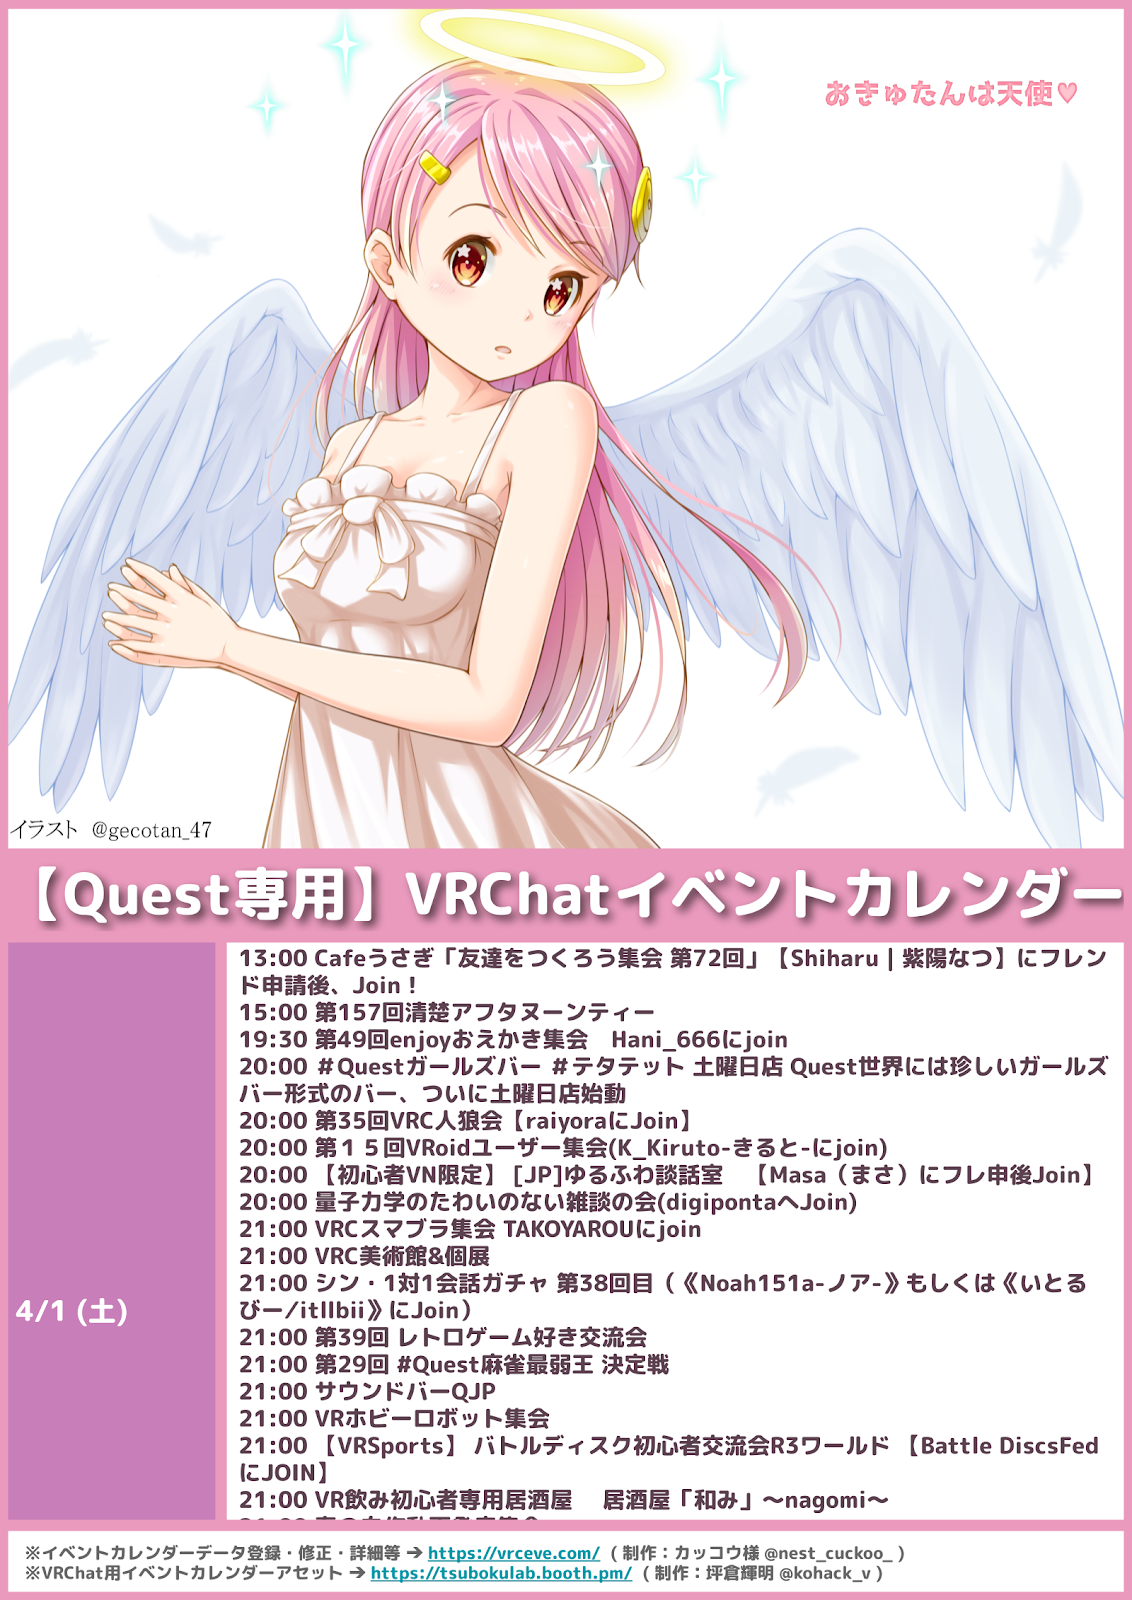 おきゅたんは天使♥
イラスト @gecotan_47
【Quest専用】VRChatイベントカレンダー
4/1 (土)
13:00 Cafeうさぎ「友達をつくろう集会 第72回」【Shiharu | 紫陽なつ】にフレン
ド申請後、Join！
15:00 第157回清楚アフタヌーンティー
19:30 第49回enjoyおえかき集会　Hani_666にjoin
20:00 #Questガールズバー #テタテット 土曜日店 Quest世界には珍しいガールズ
バー形式のバー、ついに土曜日店始動
20:00 第35回VRC人狼会【raiyoraにJoin】
20:00 第１５回VRoidユーザー集会(K_Kiruto-きると-にjoin)
20:00 【初心者VN限定】 [JP]ゆるふわ談話室　【Masa（まさ）にフレ申後Join】
20:00 量子力学のたわいのない雑談の会(digipontaへJoin)
21:00 VRCスマブラ集会 TAKOYAROUにjoin
21:00 VRC美術館&個展
21:00 シン・1対1会話ガチャ 第38回目（《Noah151a-ノア-》もしくは《いとる
びー/itllbii》にJoin）
21:00 第39回 レトロゲーム好き交流会
21:00 第29回 #Quest麻雀最弱王 決定戦
21:00 サウンドバーQJP
21:00 VRホビーロボット集会
21:00 【VRSports】 バトルディスク初心者交流会R3ワールド 【Battle DiscsFed
にJOIN】
21:00 VR飲み初心者専用居酒屋　居酒屋「和み」～nagomi～
※イベントカレンダーデータ登録・修正・詳細等 ➔ https://vrceve.com/ （ 制作：カッコウ様 @nest_cuckoo_ ）
※VRChat用イベントカレンダーアセット ➔ https://tsubokulab.booth.pm/ （ 制作：坪倉輝明 @kohack_v ）